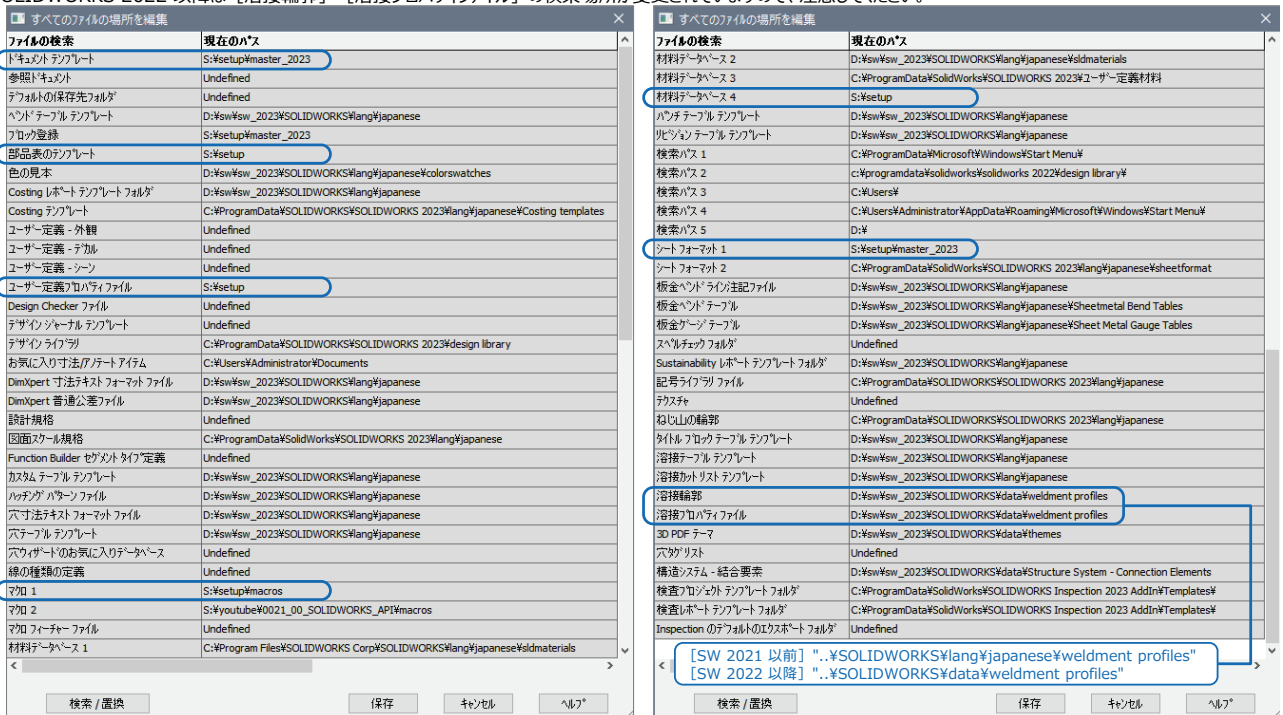 SOLIDWORKS 2022 以降は「溶接輪郭」「溶接プロパティファイル」の検索場所が変更されていますので、注意してください。
すべてのファイルの場所を編集
ファイルの検索 現在のパス
ドキュメント テンプレート S:¥setup¥master_2023
参照ドキュメント Undefined
デフォルトの保存先フォルダ Undefined
ベンド テーブル テンプレート D:¥sw¥sw_2023¥SOLIDWORKS¥lang¥japanese
ブロック登録 S:¥setup¥master_2023
部品表のテンプレート S:¥setup
色の見本 D:¥sw¥sw_2023¥SOLIDWORKS¥lang¥japanese¥colorswatches
Costing レポート テンプレート フォルダ D:¥sw¥sw_2023¥SOLIDWORKS¥lang¥japanese
Costing テンプレート C:¥ProgramData¥SOLIDWORKS¥SOLIDWORKS 2023¥lang¥japanese¥Costing templates
ユーザー定義 - 外観 Undefined
ユーザー定義 - デカル Undefined
ユーザー定義 - シーン Undefined
ユーザー定義プロパティ ファイル S:¥setup
Design Checker ファイル Undefined
デザイン ジャーナル テンプレート Undefined
デザイン ライブラリ C:¥ProgramData¥SOLIDWORKS¥SOLIDWORKS 2023¥design library
お気に入り寸法/アノテート アイテム C:¥Users¥Administrator¥Documents
DimXpert 寸法テキスト フォーマット ファイル D:¥sw¥sw_2023¥SOLIDWORKS¥lang¥japanese
DimXpert 普通公差ファイル D:¥sw¥sw_2023¥SOLIDWORKS¥lang¥japanese
設計規格 Undefined
図面スケール規格 C:¥ProgramData¥SolidWorks¥SOLIDWORKS 2023¥lang¥japanese
Function Builder セグメント タイプ定義 Undefined
カスタム テーブル テンプレート D:¥sw¥sw_2023¥SOLIDWORKS¥lang¥japanese
ハッチング パターン ファイル D:¥sw¥sw_2023¥SOLIDWORKS¥lang¥japanese
穴寸法テキスト フォーマット ファイル D:¥sw¥sw_2023¥SOLIDWORKS¥lang¥japanese
穴テーブル テンプレート D:¥sw¥sw_2023¥SOLIDWORKS¥lang¥japanese
穴ウィザードのお気に入りデータベース Undefined
線の種類の定義 Undefined
マクロ 1 S:¥setup¥macros
マクロ 2 S:¥youtube¥0021_00_SOLIDWORKS_API¥macros
マクロ フィーチャー ファイル Undefined
材料データベース 1 C:¥Program Files¥SOLIDWORKS Corp¥SOLIDWORKS¥lang¥japanese¥sldmaterials
検索 / 置換 保存 キャンセル ヘルプ
すべてのファイルの場所を編集
ファイルの検索 現在のパス
材料データベース 2 D:¥sw¥sw_2023¥SOLIDWORKS¥lang¥japanese¥sldmaterials
材料データベース 3 C:¥ProgramData¥SolidWorks¥SOLIDWORKS 2023¥ユーザー定義材料
材料データベース 4 S:¥setup
パンチ テーブル テンプレート D:¥sw¥sw_2023¥SOLIDWORKS¥lang¥japanese
リビジョン テーブル テンプレート D:¥sw¥sw_2023¥SOLIDWORKS¥lang¥japanese
検索パス 1 C:¥ProgramData¥Microsoft¥Windows¥Start Menu¥
検索パス 2 c:¥programdata¥solidworks¥solidworks 2022¥design library¥
検索パス 3 C:¥Users¥
検索パス 4 C:¥Users¥Administrator¥AppData¥Roaming¥Microsoft¥Windows¥Start Menu¥
検索パス 5 D:¥
シート フォーマット 1 S:¥setup¥master_2023
シート フォーマット 2 C:¥ProgramData¥SolidWorks¥SOLIDWORKS 2023¥lang¥japanese¥sheetformat
板金ベンド ライン注記ファイル D:¥sw¥sw_2023¥SOLIDWORKS¥lang¥japanese
板金ベンド テーブル D:¥sw¥sw_2023¥SOLIDWORKS¥lang¥japanese¥Sheetmetal Bend Tables
板金ゲージ テーブル D:¥sw¥sw_2023¥SOLIDWORKS¥lang¥japanese¥Sheet Metal Gauge Tables
スペルチェック フォルダ Undefined
Sustainability レポート テンプレート フォルダ D:¥sw¥sw_2023¥SOLIDWORKS¥lang¥japanese
記号ライブラリ ファイル C:¥ProgramData¥SOLIDWORKS¥SOLIDWORKS 2023¥lang¥japanese
テクスチャ Undefined
ねじ山の輪郭 C:¥ProgramData¥SOLIDWORKS¥SOLIDWORKS 2023¥lang¥japanese
タイトル ブロック テーブル テンプレート D:¥sw¥sw_2023¥SOLIDWORKS¥lang¥japanese
溶接テーブル テンプレート D:¥sw¥sw_2023¥SOLIDWORKS¥lang¥japanese
溶接カット リスト テンプレート D:¥sw¥sw_2023¥SOLIDWORKS¥lang¥japanese
溶接輪郭 D:¥sw¥sw_2023¥SOLIDWORKS¥data¥weldment profiles
溶接プロパティ ファイル D:¥sw¥sw_2023¥SOLIDWORKS¥data¥weldment profiles
3D PDF テーマ D:¥sw¥sw_2023¥SOLIDWORKS¥data¥themes
穴タグ リスト Undefined
構造システム - 結合要素 D:¥sw¥sw_2023¥SOLIDWORKS¥data¥Structure System - Connection Elements
検査プロジェクト テンプレート フォルダ C:¥ProgramData¥SolidWorks¥SOLIDWORKS Inspection 2023 AddIn¥Templates¥
検査レポート テンプレート フォルダ C:¥ProgramData¥SolidWorks¥SOLIDWORKS Inspection 2023 AddIn¥Templates¥
Inspection のデフォルトのエクスポート フォルダ Undefined
[SW 2021 以前] "..¥SOLIDWORKS¥lang¥japanese¥weldment profiles"
[SW 2022 以降] "..¥SOLIDWORKS¥data¥weldment profiles"
検索 / 置換 保存 キャンセル ヘルプ